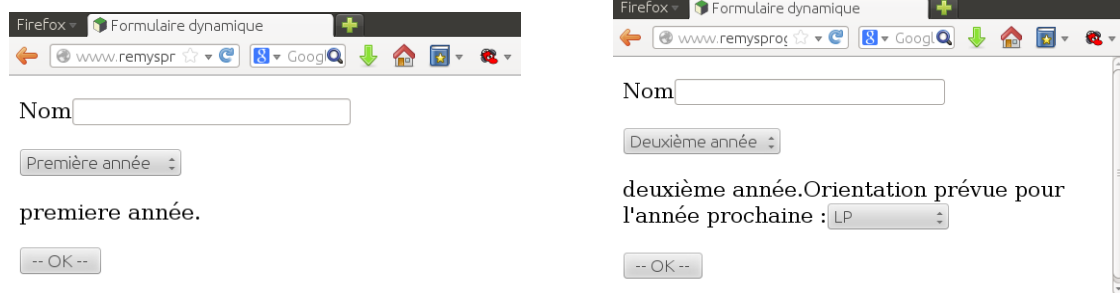 Firefox Formulaire dynamique
www.remyspr Googl
Nom
Première année
premiere année.
-- OK --
Firefox Formulaire dynamique
www.remysprog Googl
Nom
Deuxième année
deuxième année.Orientation prévue pour
l'année prochaine : LP
-- OK --